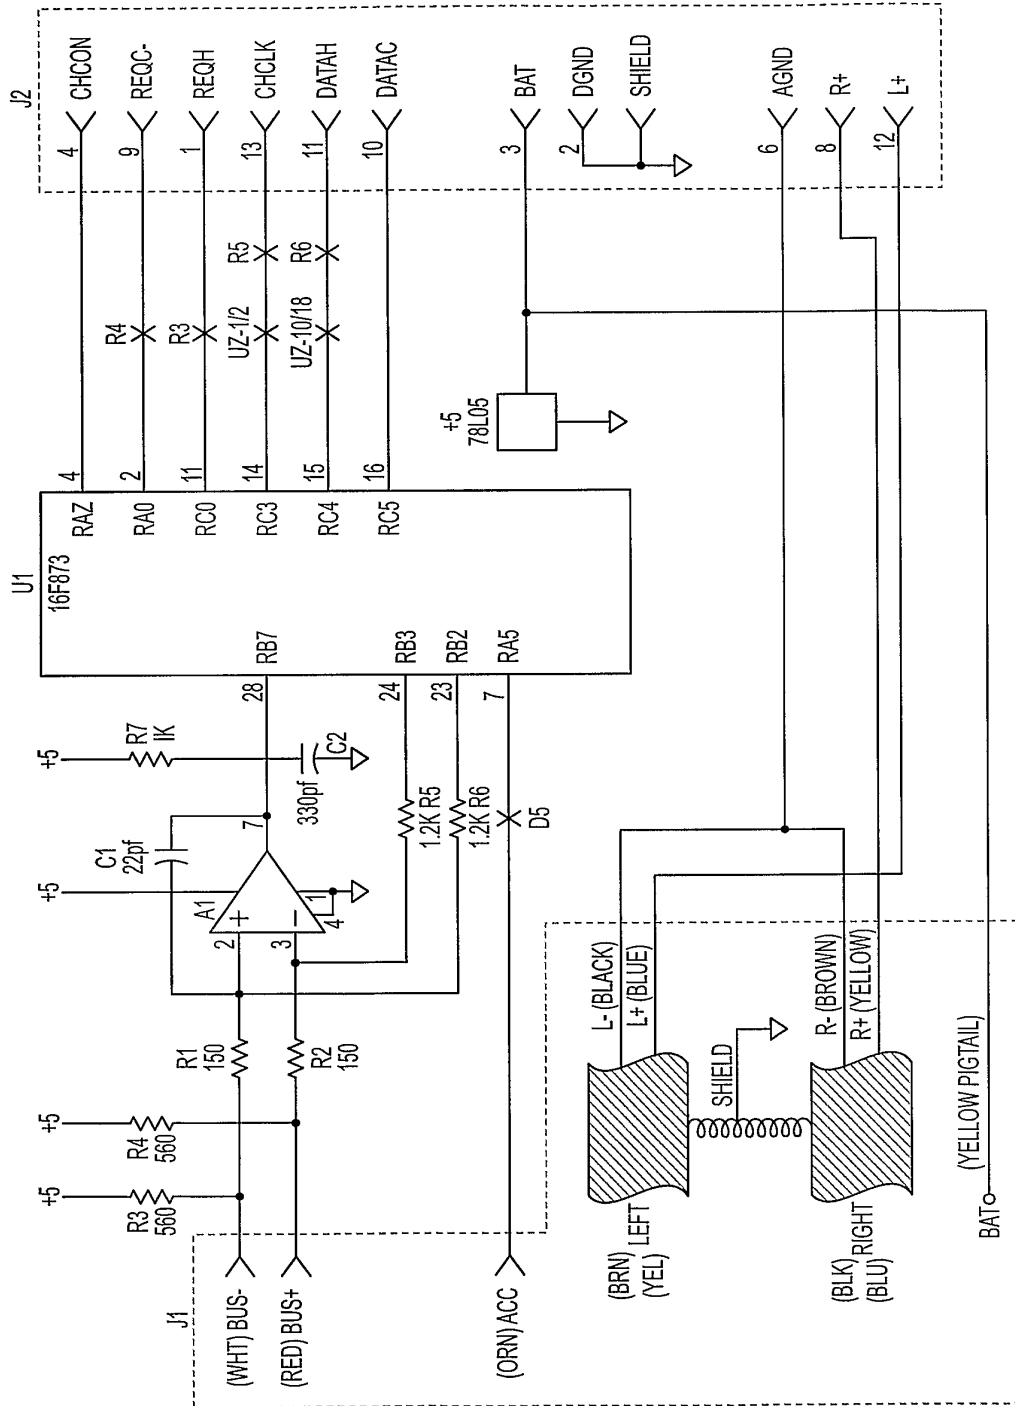 J2
4 CHCON
9 REQC-
1 REQH
13 CHCLK
11 DATAH
10 DATAC
3 BAT
2 DGND
SHIELD
6 AGND
8 R+
12 L+
R4
R3
R5
UZ-1/2
R6
UZ-10/18
+5
78L05
U1
16F873
4 RAZ
2 RA0
11 RC0
14 RC3
15 RC4
16 RC5
28 RB7
24 RB3
23 RB2
7 RA5
+5
R7
1K
330pf
C2
C1
22pf
7
+5
A1
+
−
2
3
1
4
1.2K R5
1.2K R6
D5
R1
150
R2
150
+5
R4
560
+5
R3
560
J1
(WHT) BUS-
(RED) BUS+
(ORN) ACC
L- (BLACK)
L+ (BLUE)
R- (BROWN)
R+ (YELLOW)
SHIELD
(BRN)
LEFT
(YEL)
(BLK)
RIGHT
(BLU)
(YELLOW PIGTAIL)
BAT